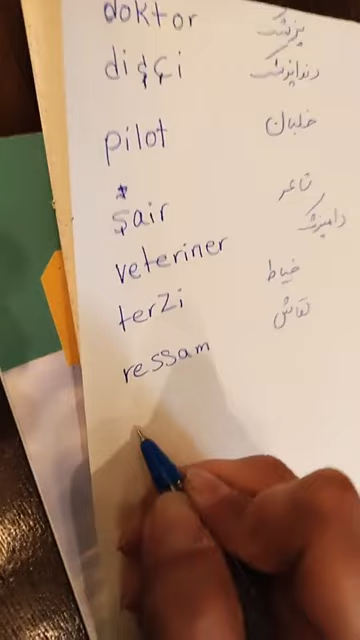 doktor پزشک
dişçi دندانپزشک
pilot خلبان
şair شاعر
veteriner دامپزشک
terzi خیاط
ressam نقاش